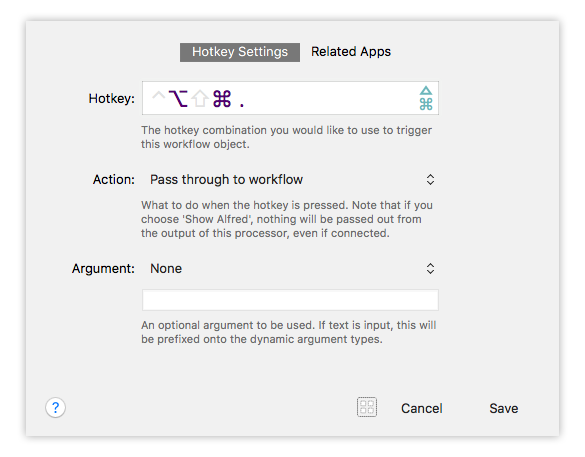 Hotkey Settings Related Apps
Hotkey: ^⌥⇧⌘ .
The hotkey combination you would like to use to trigger
this workflow object.
Action: Pass through to workflow
What to do when the hotkey is pressed. Note that if you
choose 'Show Alfred', nothing will be passed out from
the output of this processor, even if connected.
Argument: None
An optional argument to be used. If text is input, this will
be prefixed onto the dynamic argument types.
? Cancel Save